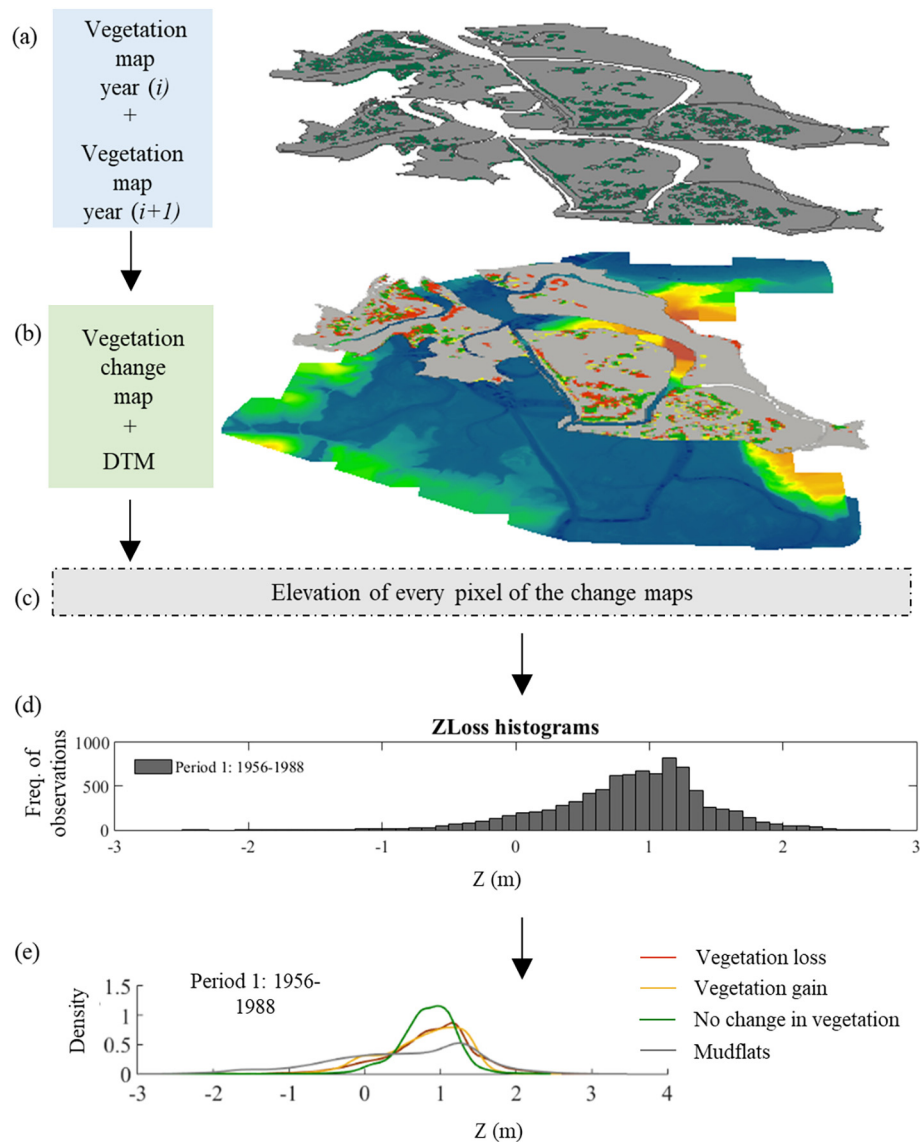 (a)
Vegetation
map
year (i)
+
Vegetation
map
year (i+1)
(b)
Vegetation
change
map
+
DTM
(c)
Elevation of every pixel of the change maps
(d)
ZLoss histograms
Freq. of
observations
1000
500
0
Period 1: 1956-1988
-3 -2 -1 0 1 2 3
Z (m)
(e)
Period 1: 1956-
1988
Density
1.5
1
0.5
0
-3 -2 -1 0 1 2 3 4
Z (m)
Vegetation loss
Vegetation gain
No change in vegetation
Mudflats